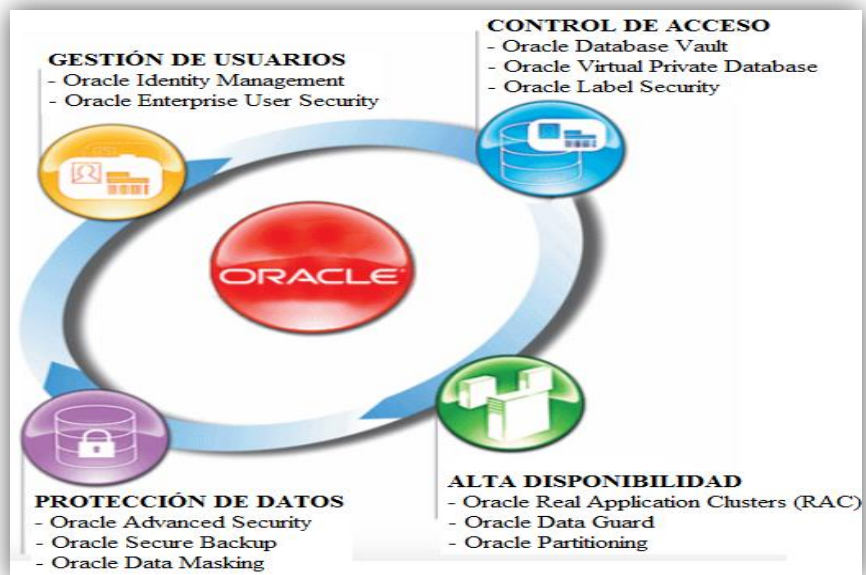 GESTIÓN DE USUARIOS
- Oracle Identity Management
- Oracle Enterprise User Security
CONTROL DE ACCESO
- Oracle Database Vault
- Oracle Virtual Private Database
- Oracle Label Security
ORACLE
PROTECCIÓN DE DATOS
- Oracle Advanced Security
- Oracle Secure Backup
- Oracle Data Masking
ALTA DISPONIBILIDAD
- Oracle Real Application Clusters (RAC)
- Oracle Data Guard
- Oracle Partitioning